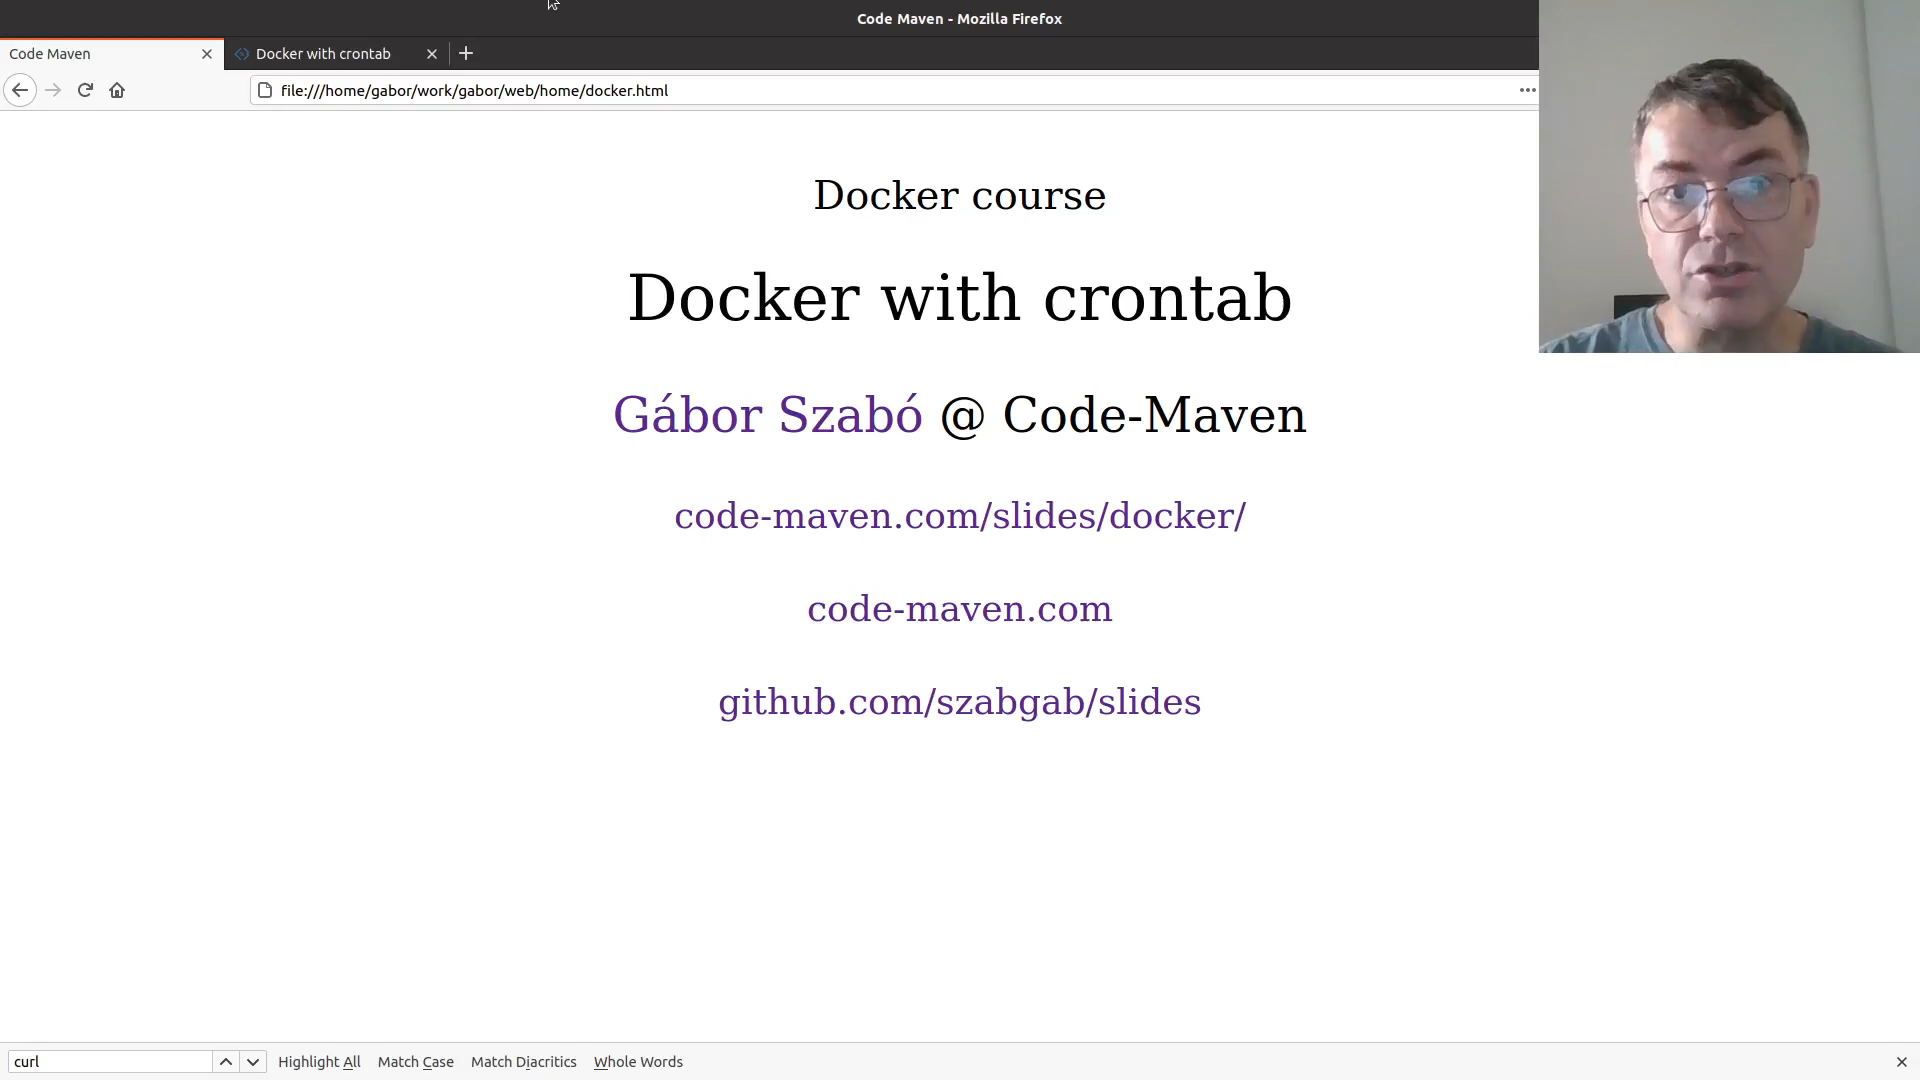 Code Maven - Mozilla Firefox
Code Maven
Docker with crontab
file:///home/gabor/work/gabor/web/home/docker.html
Docker course
Docker with crontab
Gábor Szabó @ Code-Maven
code-maven.com/slides/docker/
code-maven.com
github.com/szabgab/slides
curl
Highlight All
Match Case
Match Diacritics
Whole Words